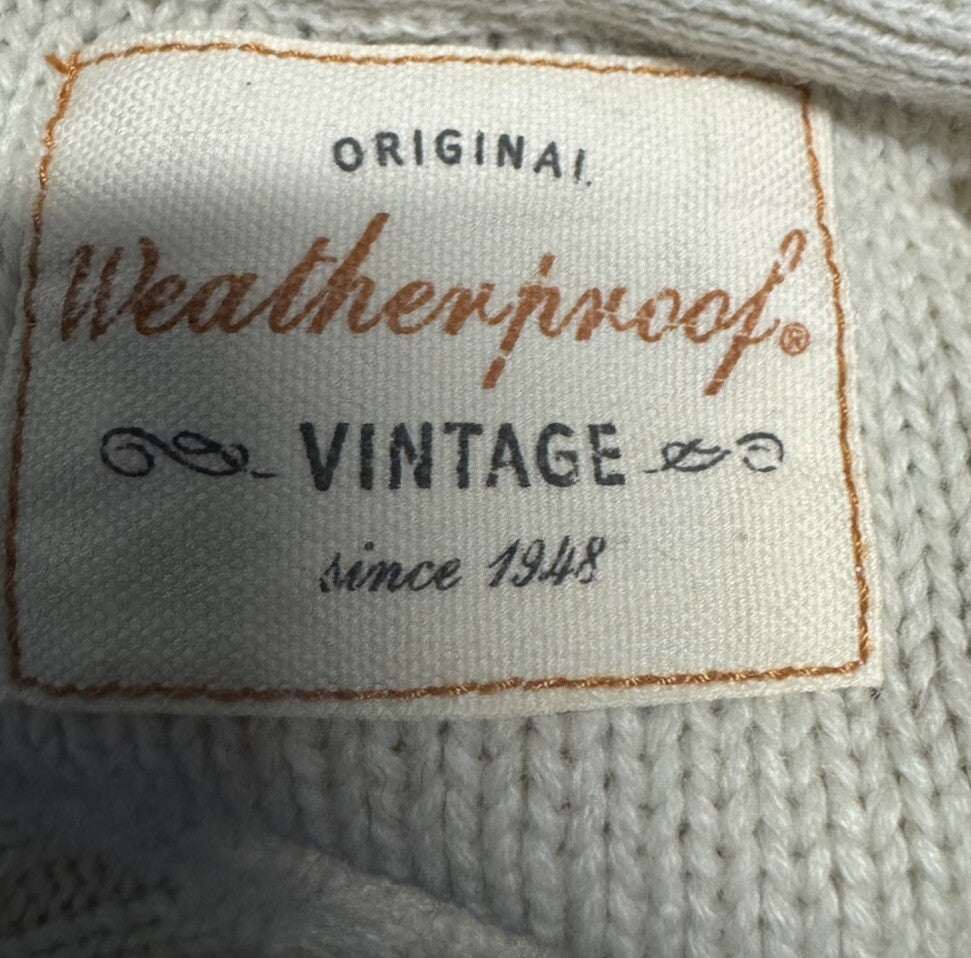 ORIGINAL
Weatherproof®
VINTAGE
since 1948